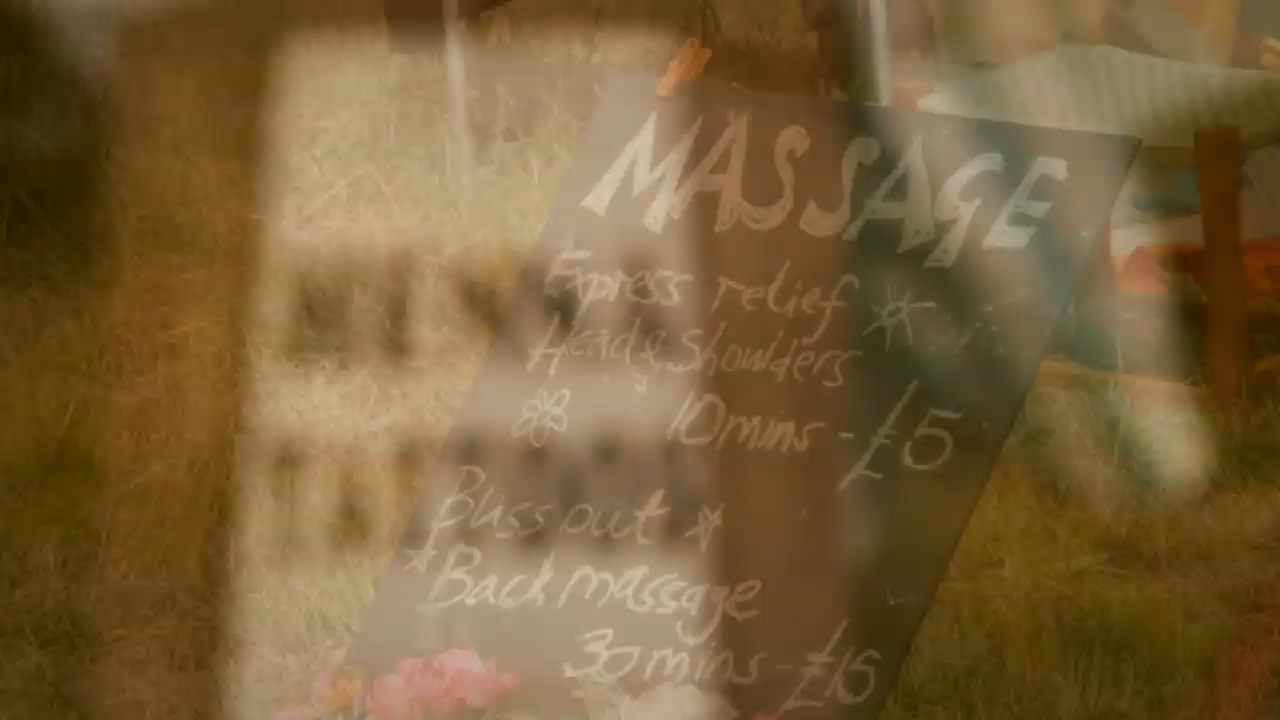 MASSAGE
Express relief
Head & Shoulders
10mins - £5
Bliss out
Back massage
30mins - £15